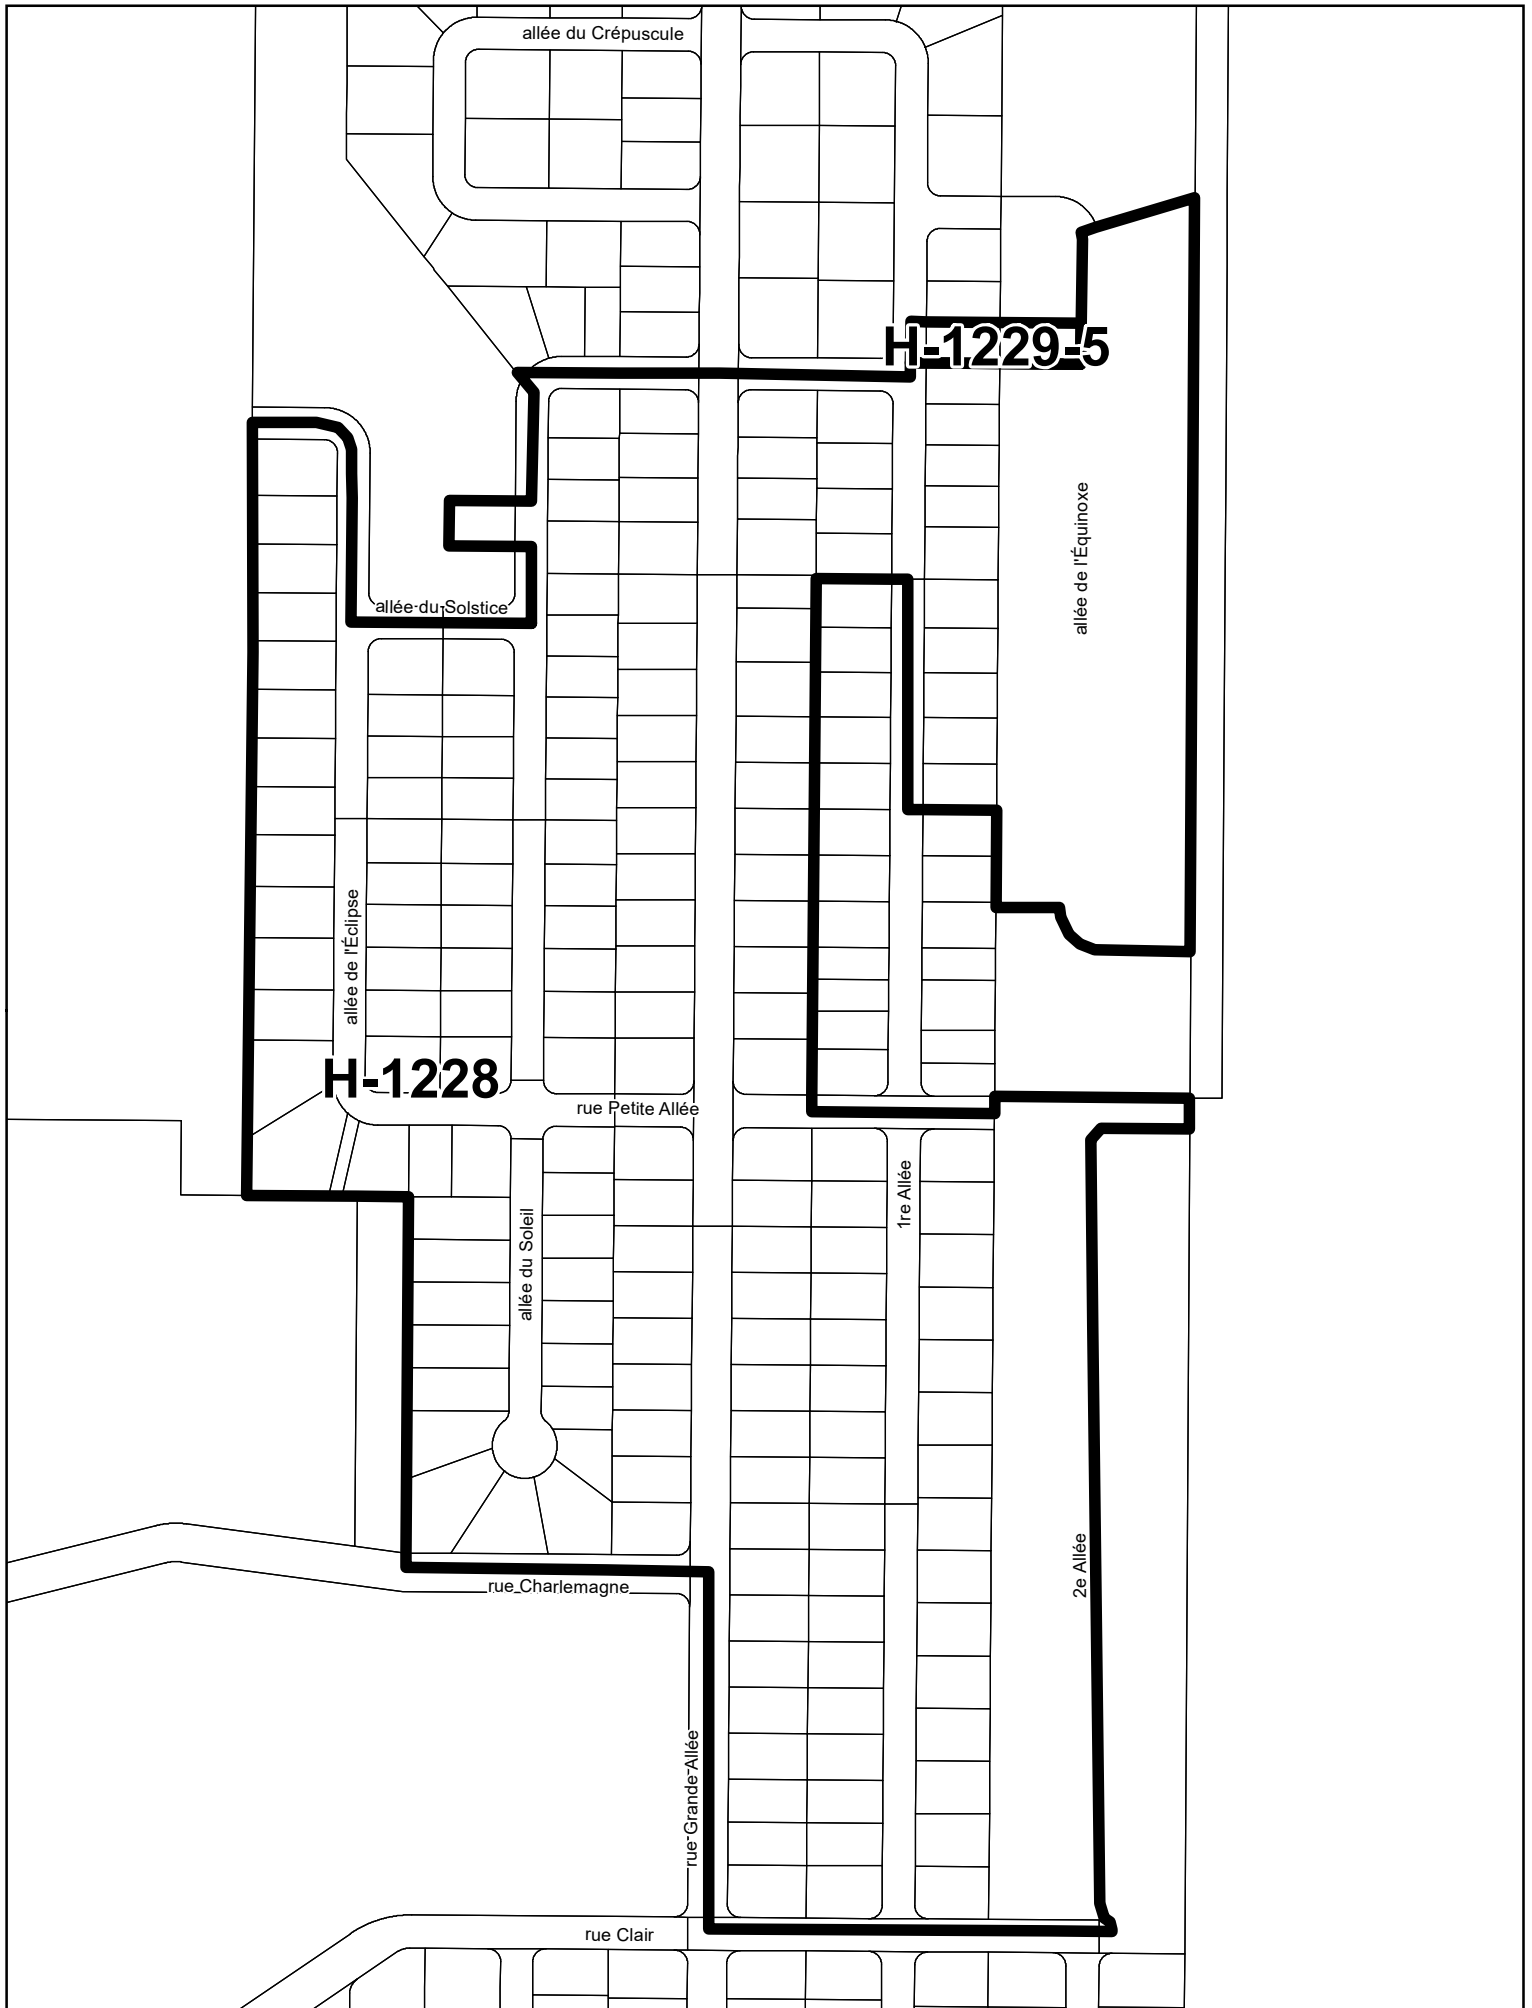 allée du Crépuscule
H-1229-5
allée de l'Équinoxe
allée du Solstice
allée de l'Éclipse
H-1228
rue Petite Allée
1re Allée
allée du Soleil
2e Allée
rue Charlemagne
rue Grande Allée
rue Clair